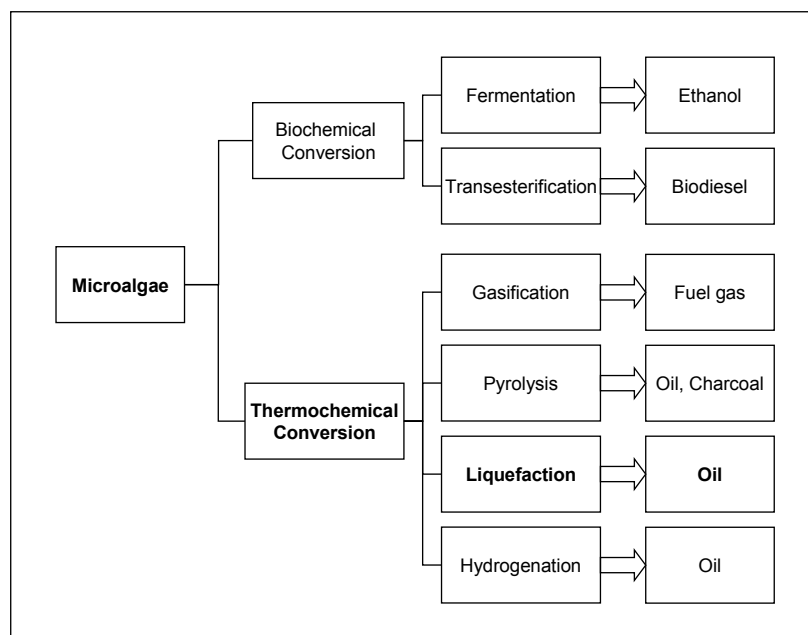 Fermentation
Ethanol
Biochemical
Conversion
Transesterification
Biodiesel
Microalgae
Gasification
Fuel gas
Pyrolysis
Oil, Charcoal
Thermochemical
Conversion
Liquefaction
Oil
Hydrogenation
Oil